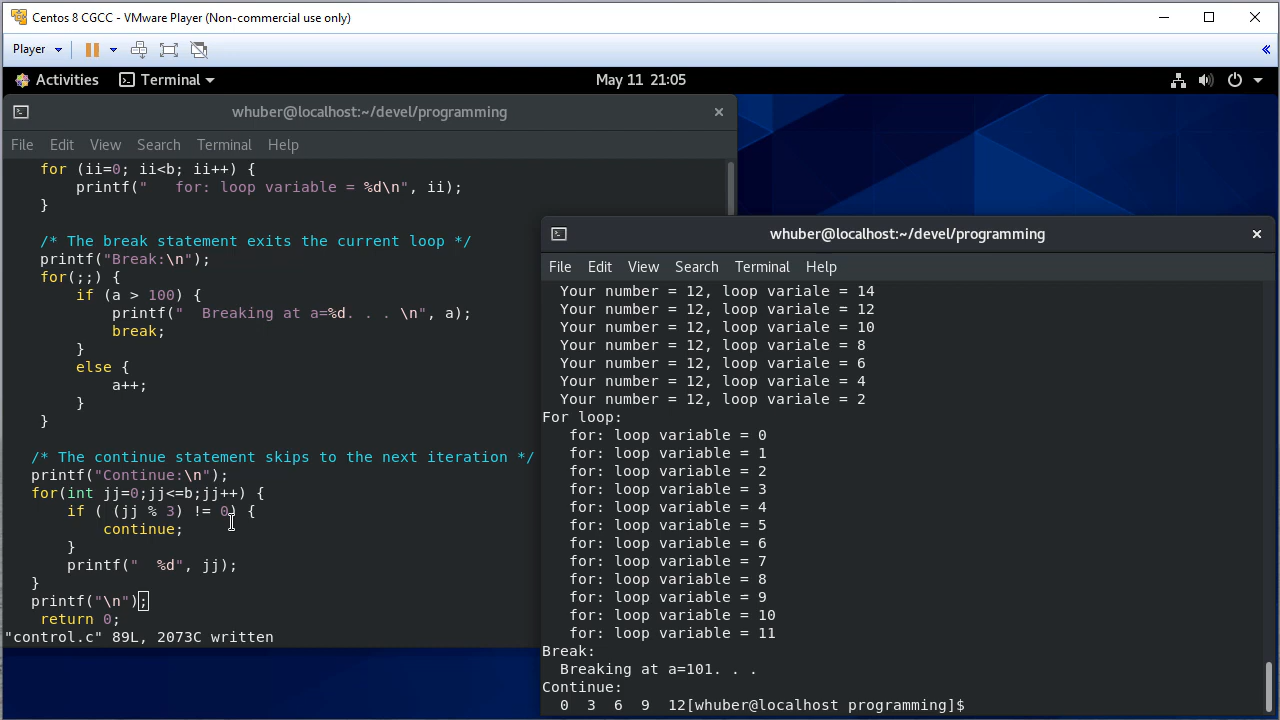 Centos 8 CGCC - VMware Player (Non-commercial use only)
Player
Activities Terminal May 11 21:05
whuber@localhost:~/devel/programming
File Edit View Search Terminal Help
for (ii=0; ii<b; ii++) {
printf("   for: loop variable = %d\n", ii);
}
/* The break statement exits the current loop */
printf("Break:\n");
for(;;) {
if (a > 100) {
printf("  Breaking at a=%d. . . \n", a);
break;
}
else {
a++;
}
}
/* The continue statement skips to the next iteration */
printf("Continue:\n");
for(int jj=0;jj<=b;jj++) {
if ( (jj % 3) != 0) {
continue;
}
printf("  %d", jj);
}
printf("\n");
return 0;
"control.c" 89L, 2073C written
whuber@localhost:~/devel/programming
File Edit View Search Terminal Help
Your number = 12, loop variale = 14
Your number = 12, loop variale = 12
Your number = 12, loop variale = 10
Your number = 12, loop variale = 8
Your number = 12, loop variale = 6
Your number = 12, loop variale = 4
Your number = 12, loop variale = 2
For loop:
for: loop variable = 0
for: loop variable = 1
for: loop variable = 2
for: loop variable = 3
for: loop variable = 4
for: loop variable = 5
for: loop variable = 6
for: loop variable = 7
for: loop variable = 8
for: loop variable = 9
for: loop variable = 10
for: loop variable = 11
Break:
Breaking at a=101. . .
Continue:
0  3  6  9  12[whuber@localhost programming]$